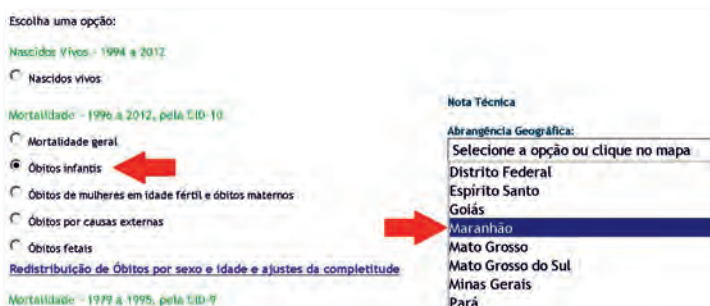 Escolha uma opção:
Nascidos Vivos - 1994 a 2012
Nascidos vivos
Mortalidade - 1996 a 2012, pela CID-10
Mortalidade geral
Óbitos infantis
Óbitos de mulheres em idade fértil e óbitos maternos
Óbitos por causas externas
Óbitos fetais
Redistribuição de Óbitos por sexo e idade e ajustes da completitude
Mortalidade - 1979 a 1995, pela CID-9
Nota Técnica
Abrangência Geográfica:
Selecione a opção ou clique no mapa
Distrito Federal
Espírito Santo
Goiás
Maranhão
Mato Grosso
Mato Grosso do Sul
Minas Gerais
Pará